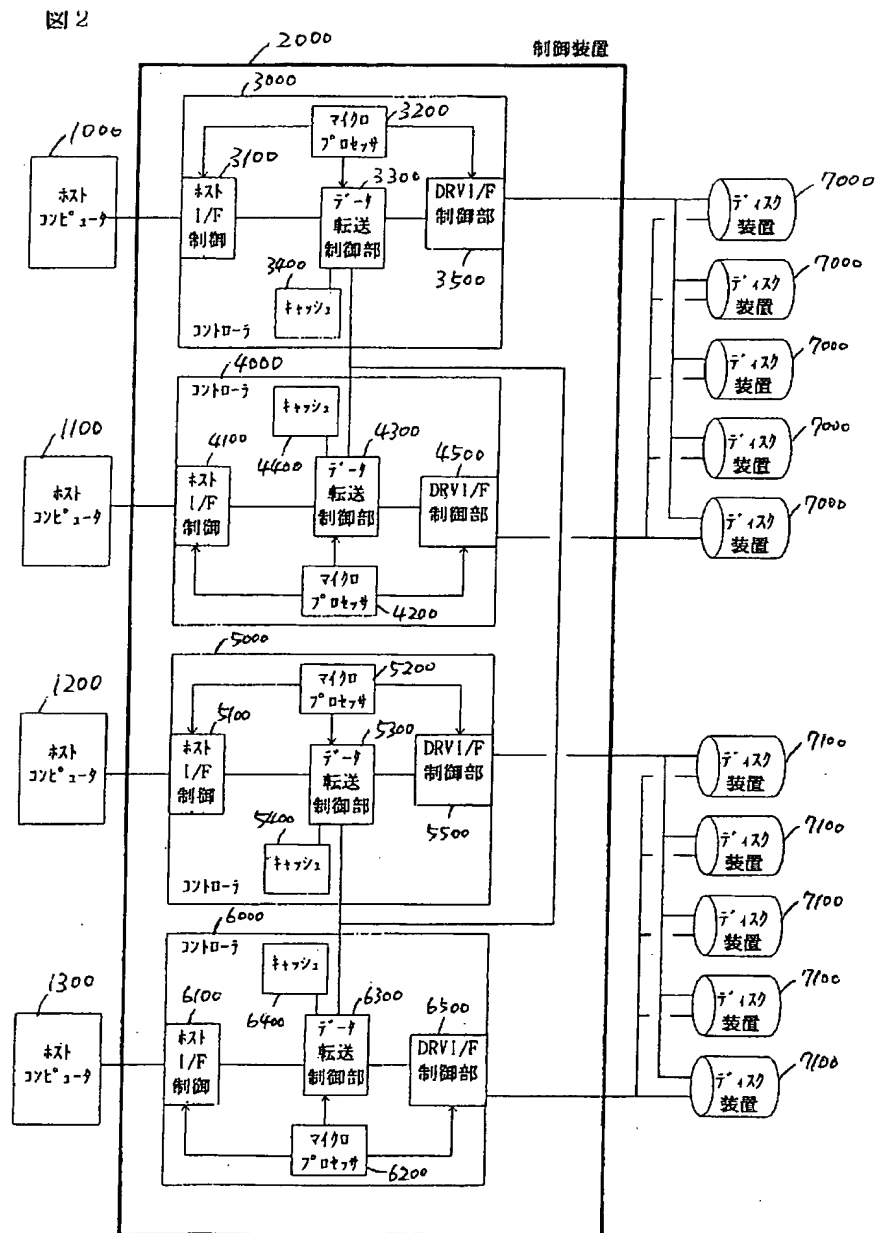 図2
2000
制御装置
3000
マイクロ
プロセッサ
3200
1000
ホスト
コンピュータ
3100
ホスト
I/F
制御
3300
データ
転送
制御部
DRVI/F
制御部
3500
3400
キャッシュ
コントローラ
7000
ディスク
装置
7000
ディスク
装置
7000
ディスク
装置
7000
ディスク
装置
7000
ディスク
装置
4000
コントローラ
キャッシュ
4400
1100
ホスト
コンピュータ
4100
ホスト
I/F
制御
4300
データ
転送
制御部
4500
DRVI/F
制御部
マイクロ
プロセッサ
4200
5000
マイクロ
プロセッサ
5200
1200
ホスト
コンピュータ
5100
ホスト
I/F
制御
5300
データ
転送
制御部
DRVI/F
制御部
5500
5400
キャッシュ
コントローラ
7100
ディスク
装置
7100
ディスク
装置
7100
ディスク
装置
7100
ディスク
装置
7100
ディスク
装置
6000
コントローラ
キャッシュ
6400
1300
ホスト
コンピュータ
6100
ホスト
I/F
制御
6300
データ
転送
制御部
6500
DRVI/F
制御部
マイクロ
プロセッサ
6200